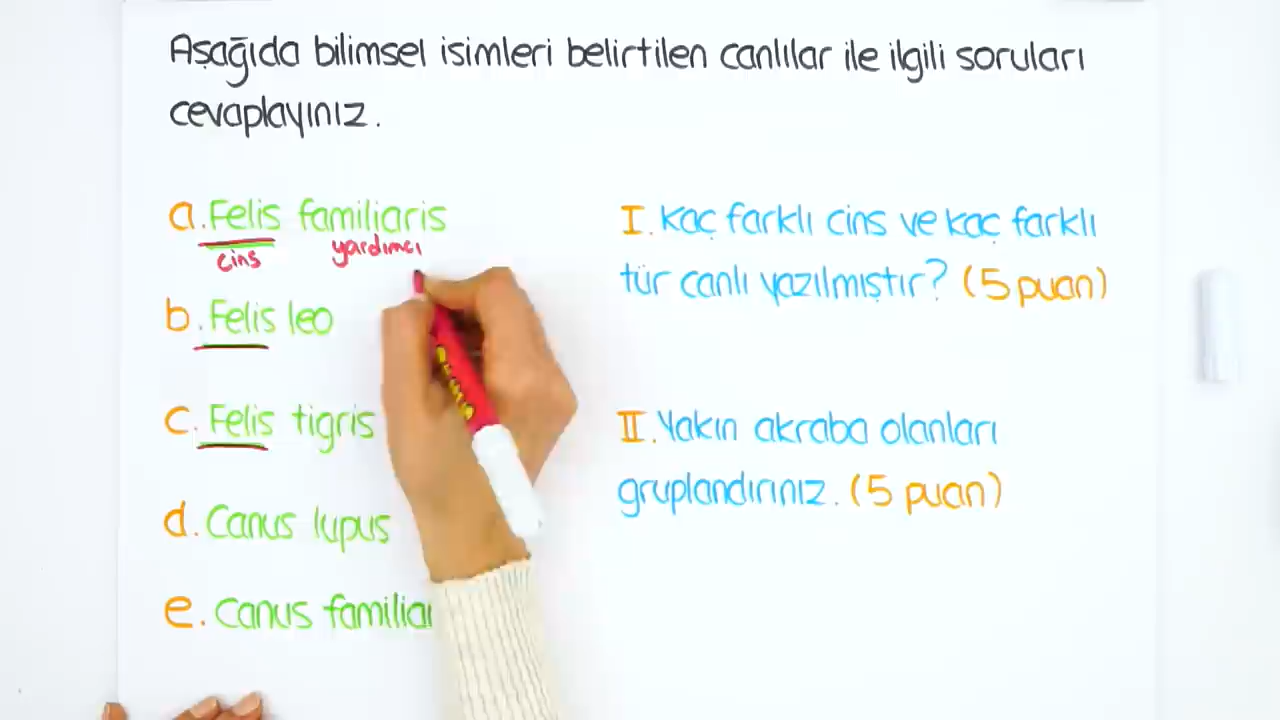 Aşağıda bilimsel isimleri belirtilen canlılar ile ilgili soruları
cevaplayınız.
a. Felis familiaris
cins yardımcı
b. Felis leo
c. Felis tigris
d. Canus lupus
e. Canus
I. Kaç farklı cins ve kaç farklı
tür canlı yazılmıştır? (5 puan)
II. Yakın akraba olanları
gruplandırınız. (5 puan)